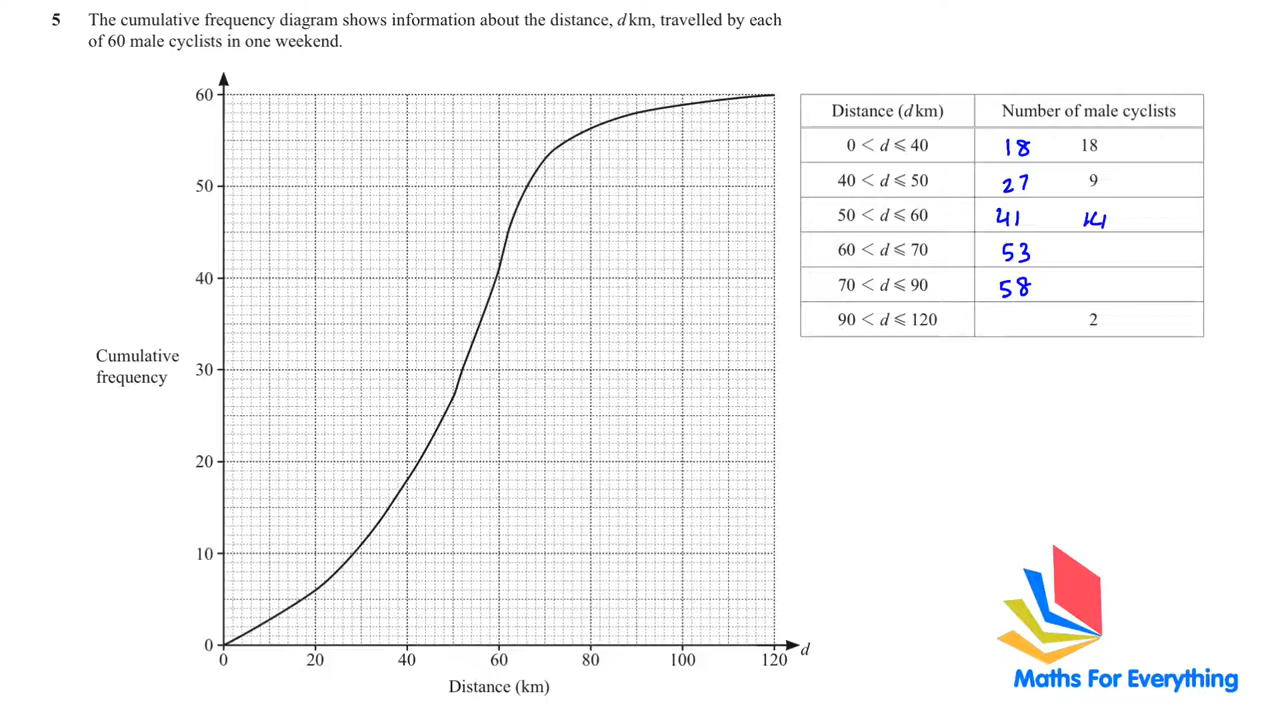 5 The cumulative frequency diagram shows information about the distance, d km, travelled by each
of 60 male cyclists in one weekend.
60
50
40
30
20
10
0
Cumulative
frequency
0 20 40 60 80 100 120 d
Distance (km)
Distance (d km) Number of male cyclists
0 < d ⩽ 40 18 18
40 < d ⩽ 50 27 9
50 < d ⩽ 60 41 14
60 < d ⩽ 70 53
70 < d ⩽ 90 58
90 < d ⩽ 120 2
Maths For Everything